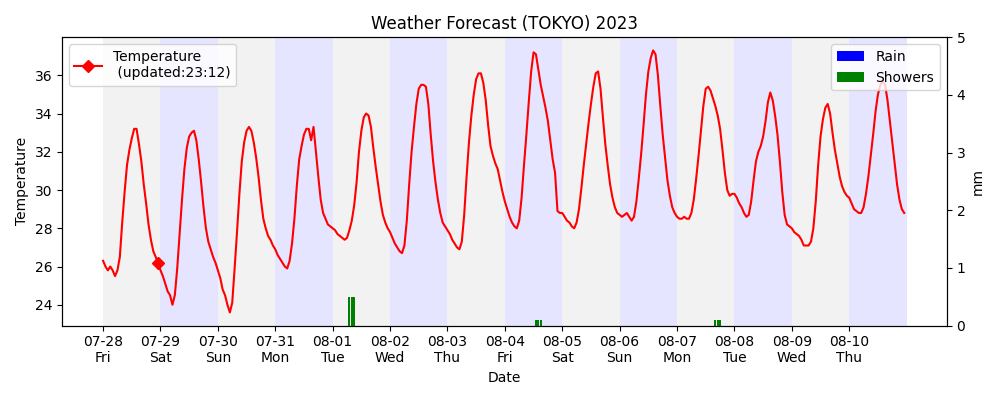 Weather Forecast (TOKYO) 2023
Temperature
(updated:23:12)
Rain
Showers
Temperature
36
34
32
30
28
26
24
5
4
3
2
1
0
mm
07-28 07-29 07-30 07-31 08-01 08-02 08-03 08-04 08-05 08-06 08-07 08-08 08-09 08-10
Fri Sat Sun Mon Tue Wed Thu Fri Sat Sun Mon Tue Wed Thu
Date